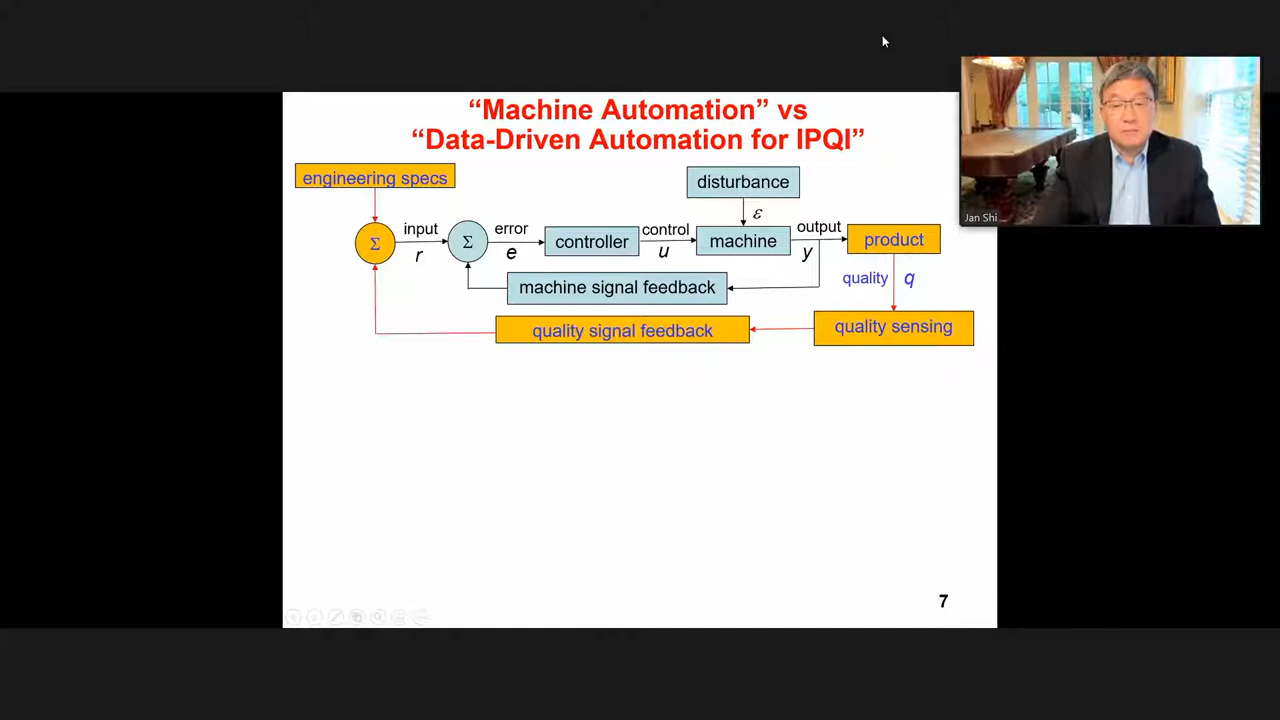 “Machine Automation” vs
“Data-Driven Automation for IPQI”
engineering specs
disturbance
ε
Σ
input
r
Σ
error
e
controller
control
u
machine
output
y
product
machine signal feedback
quality q
quality signal feedback
quality sensing
7
Jan Shi